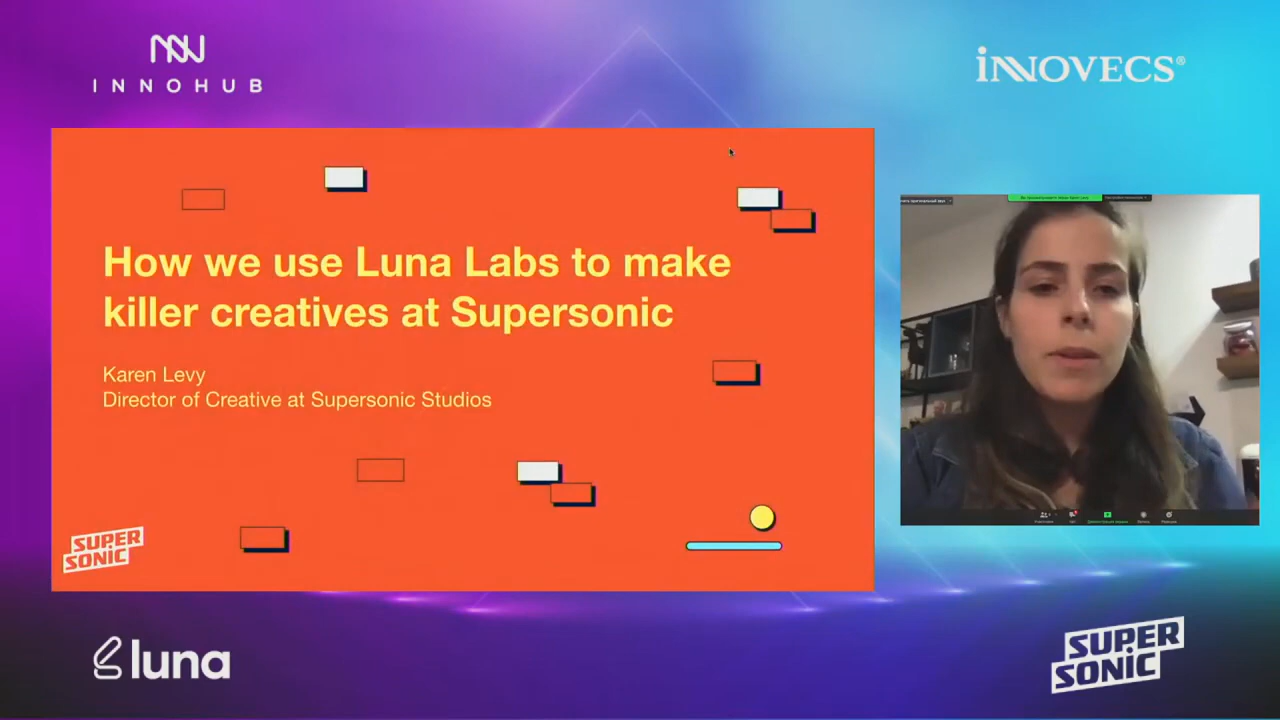 INNOHUB
iNNOVECS®
How we use Luna Labs to make
killer creatives at Supersonic
Karen Levy
Director of Creative at Supersonic Studios
SUPER
SONIC
luna
SUPER
SONIC